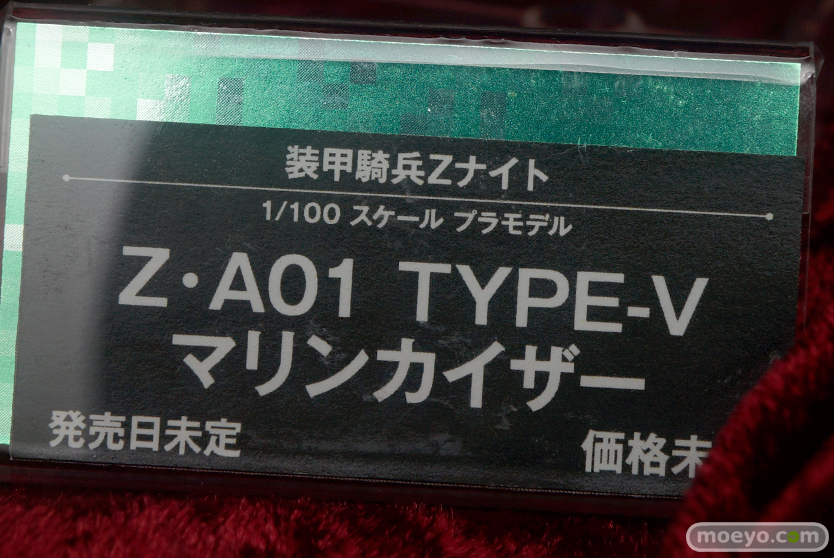 装甲騎兵Zナイト
1/100 スケール プラモデル
Z・A01 TYPE-V
マリンカイザー
発売日未定
価格未
moeyo.com